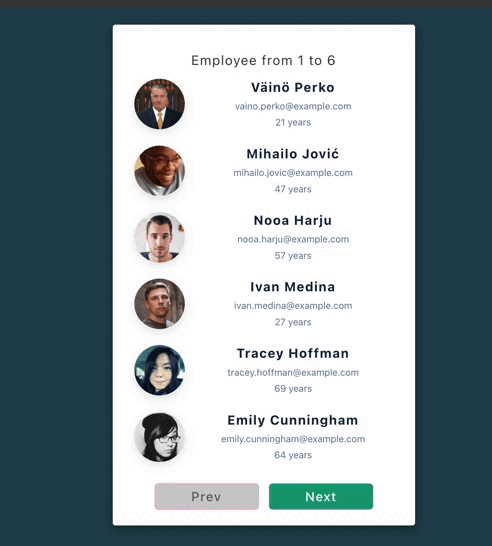 Employee from 1 to 6
Väinö Perko
vaino.perko@example.com
21 years
Mihailo Jović
mihailo.jovic@example.com
47 years
Nooa Harju
nooa.harju@example.com
57 years
Ivan Medina
ivan.medina@example.com
27 years
Tracey Hoffman
tracey.hoffman@example.com
69 years
Emily Cunningham
emily.cunningham@example.com
64 years
Prev Next